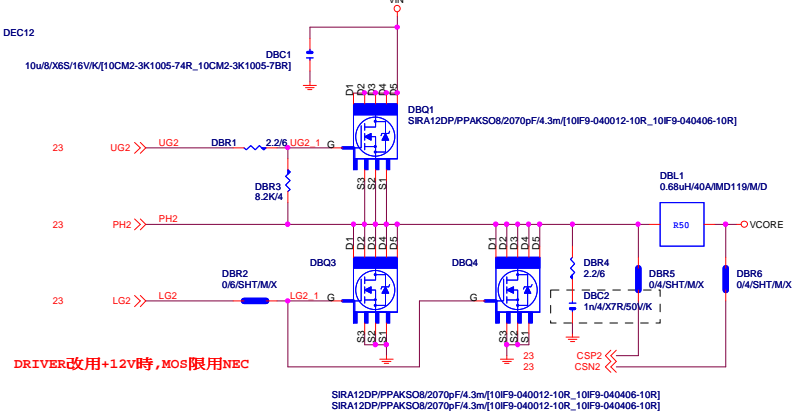 VIN
DEC12
DBC1
10u/8/X6S/16V/K/[10CM2-3K1005-74R_10CM2-3K1005-7BR]
D1 D2 D3 D4 D5
DBQ1
SIRA12DP/PPAKSO8/2070pF/4.3m/[10IF9-040012-10R_10IF9-040406-10R]
23 UG2 UG2 DBR1 2.2/6 UG2_1 G
S3 S2 S1
DBR3
8.2K/4
DBL1
0.68uH/40A/IMD119/M/D
23 PH2 PH2
R50 VCORE
D1 D2 D3 D4 D5 D1 D2 D3 D4 D5
DBQ3 DBQ4
DBR4
2.2/6
DBR2
0/6/SHT/M/X
DBR5
0/4/SHT/M/X
DBR6
0/4/SHT/M/X
23 LG2 LG2 LG2_1 G G
DBC2
1n/4/X7R/50V/K
S3 S2 S1 S3 S2 S1
23 CSP2
23 CSN2
DRIVER改用+12V時,MOS限用NEC
SIRA12DP/PPAKSO8/2070pF/4.3m/[10IF9-040012-10R_10IF9-040406-10R]
SIRA12DP/PPAKSO8/2070pF/4.3m/[10IF9-040012-10R_10IF9-040406-10R]